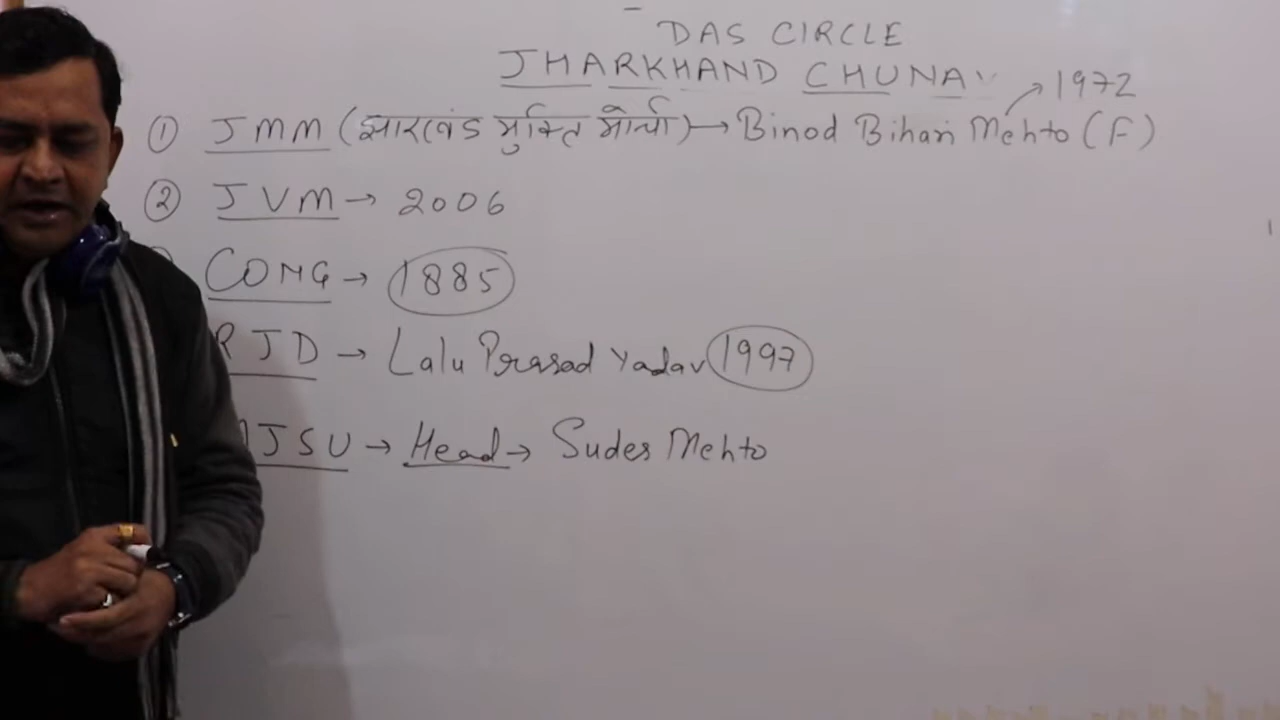 DAS CIRCLE
JHARKHAND CHUNAV
① JMM (झारखंड मुक्ति मोर्चा) → Binod Bihari Mehto (F) → 1972
② JVM → 2006
CONG → 1885
RJD → Lalu Prasad Yadav 1997
AJSU → Head → Sudes Mehto